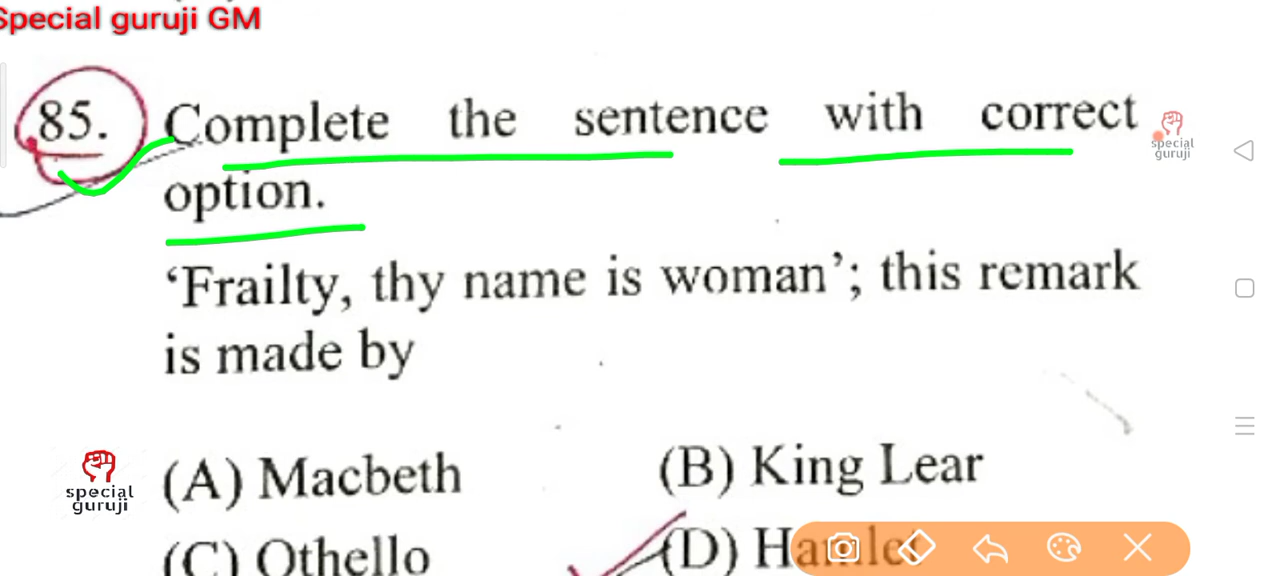 Special guruji GM
85. Complete the sentence with correct
option.
‘Frailty, thy name is woman’; this remark
is made by
(A) Macbeth
(B) King Lear
(C) Othello
(D) Hamlet
special
guruji
special
guruji